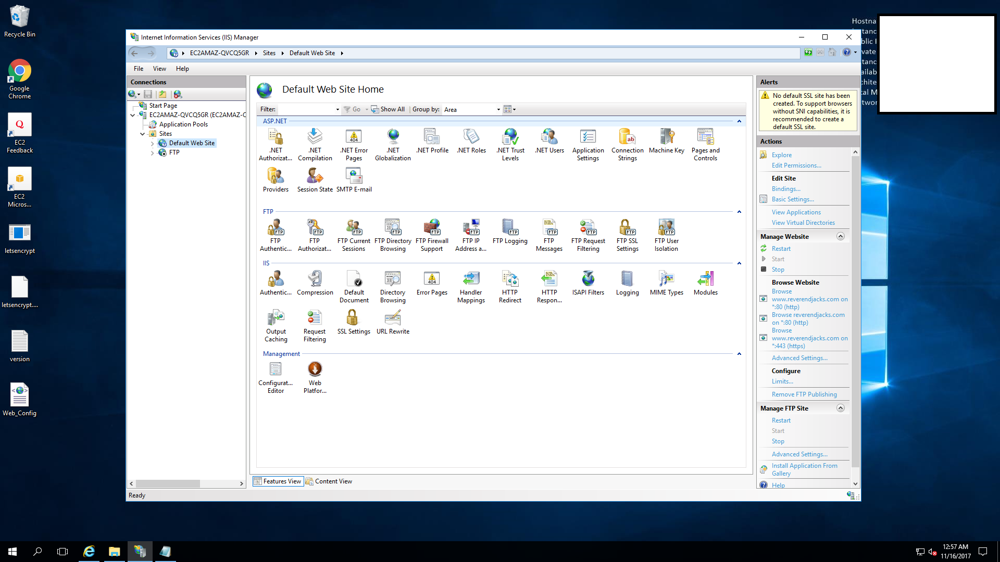 Recycle Bin
Google
Chrome
EC2
Feedback
EC2
Micros...
letsencrypt
letsencrypt....
version
Web_Config
Hostna
Internet Information Services (IIS) Manager
EC2AMAZ-QVCQ5GR
Sites
Default Web Site
File
View
Help
Connections
Start Page
EC2AMAZ-QVCQ5GR (EC2AMAZ-
Application Pools
Sites
Default Web Site
FTP
Default Web Site Home
Filter:
Go
Show All
Group by:
Area
ASP.NET
.NET
Authorizat...
.NET
Compilation
.NET Error
Pages
.NET
Globalization
.NET Profile
.NET Roles
.NET Trust
Levels
.NET Users
Application
Settings
Connection
Strings
Machine Key
Pages and
Controls
Providers
Session State
SMTP E-mail
FTP
FTP
Authentic...
FTP
Authorizat...
FTP Current
Sessions
FTP Directory
Browsing
FTP Firewall
Support
FTP IP
Address a...
FTP Logging
FTP
Messages
FTP Request
Filtering
FTP SSL
Settings
FTP User
Isolation
IIS
Authentic...
Compression
Default
Document
Directory
Browsing
Error Pages
Handler
Mappings
HTTP
Redirect
HTTP
Respon...
ISAPI Filters
Logging
MIME Types
Modules
Output
Caching
Request
Filtering
SSL Settings
URL Rewrite
Management
Configurat...
Editor
Web
Platfor...
Features View
Content View
Ready
Alerts
No default SSL site has been
created. To support browsers
without SNI capabilities, it is
recommended to create a
default SSL site.
Actions
Explore
Edit Permissions...
Edit Site
Bindings...
Basic Settings...
View Applications
View Virtual Directories
Manage Website
Restart
Start
Stop
Browse Website
Browse
www.reverendjacks.com on
*:80 (http)
Browse reverendjacks.com
on *:80 (http)
Browse
www.reverendjacks.com on
*:443 (https)
Advanced Settings...
Configure
Limits...
Remove FTP Publishing
Manage FTP Site
Restart
Start
Stop
Advanced Settings...
Install Application From
Gallery
Help
12:57 AM
11/16/2017